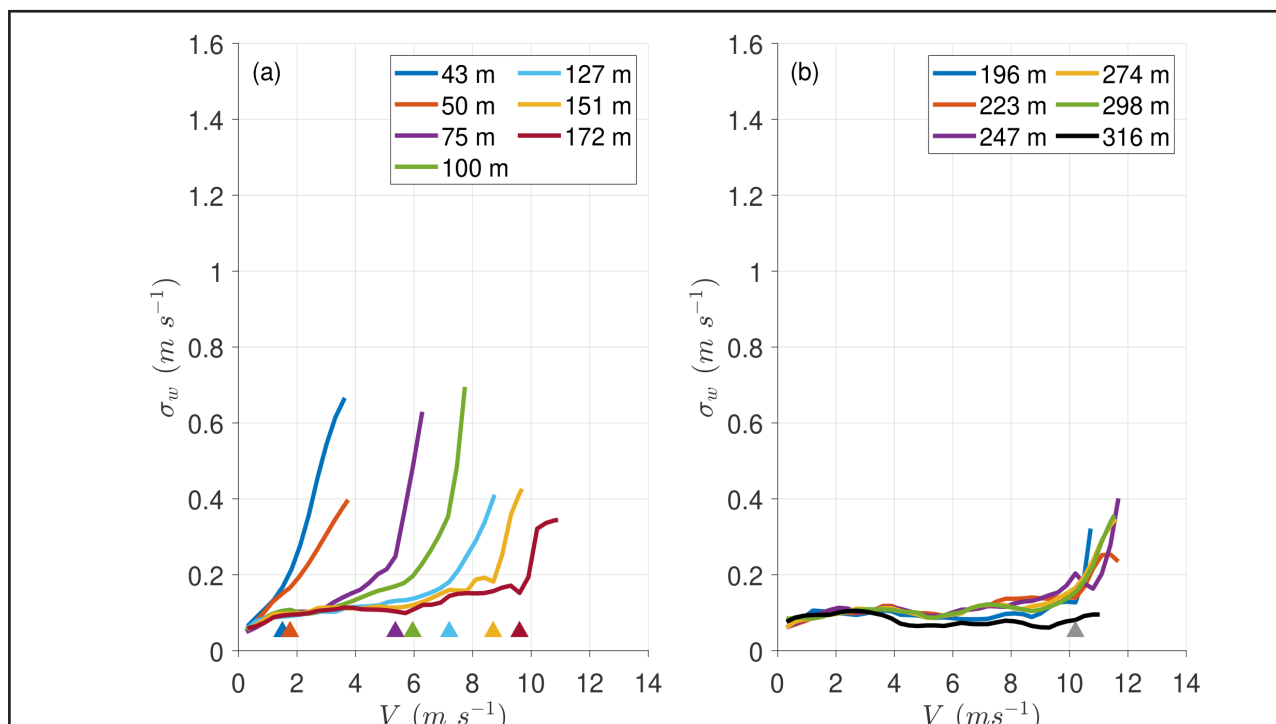 (a)
43 m
50 m
75 m
100 m
127 m
151 m
172 m
1.6
1.4
1.2
1
0.8
0.6
0.4
0.2
0
σw (m s−1)
0 2 4 6 8 10 12 14
V (m s−1)
(b)
196 m
223 m
247 m
274 m
298 m
316 m
1.6
1.4
1.2
1
0.8
0.6
0.4
0.2
0
σw (m s−1)
0 2 4 6 8 10 12 14
V (ms−1)